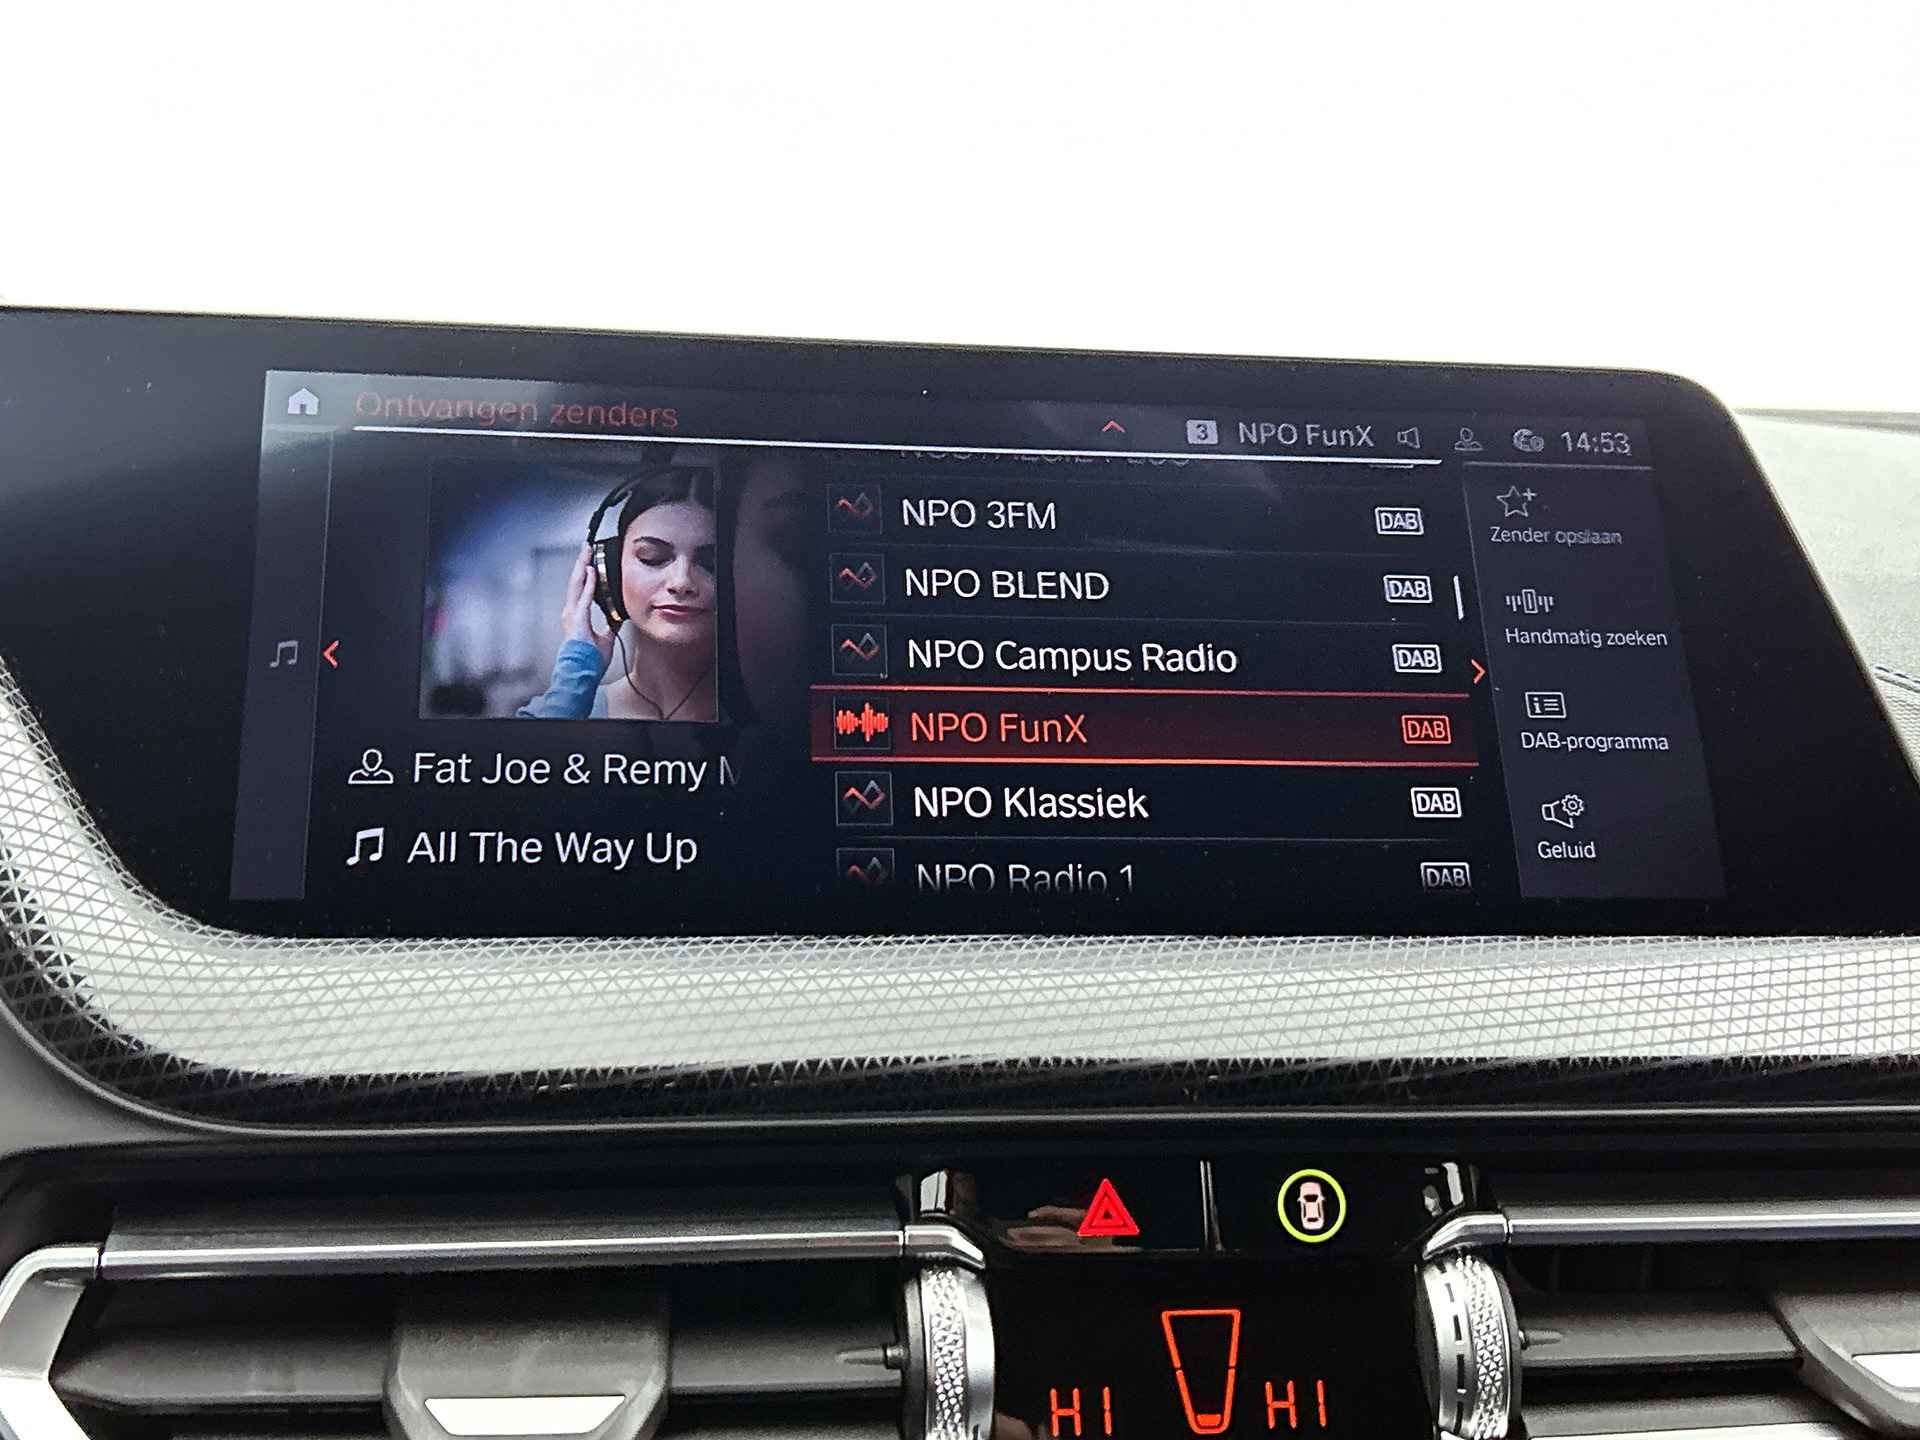 Ontvangen zenders
3 NPO FunX 14:53
NPO 3FM DAB
NPO BLEND DAB
NPO Campus Radio DAB
NPO FunX DAB
NPO Klassiek DAB
NPO Radio 1 DAB
Fat Joe & Remy M
All The Way Up
Zender opslaan
Handmatig zoeken
DAB-programma
Geluid
HI HI